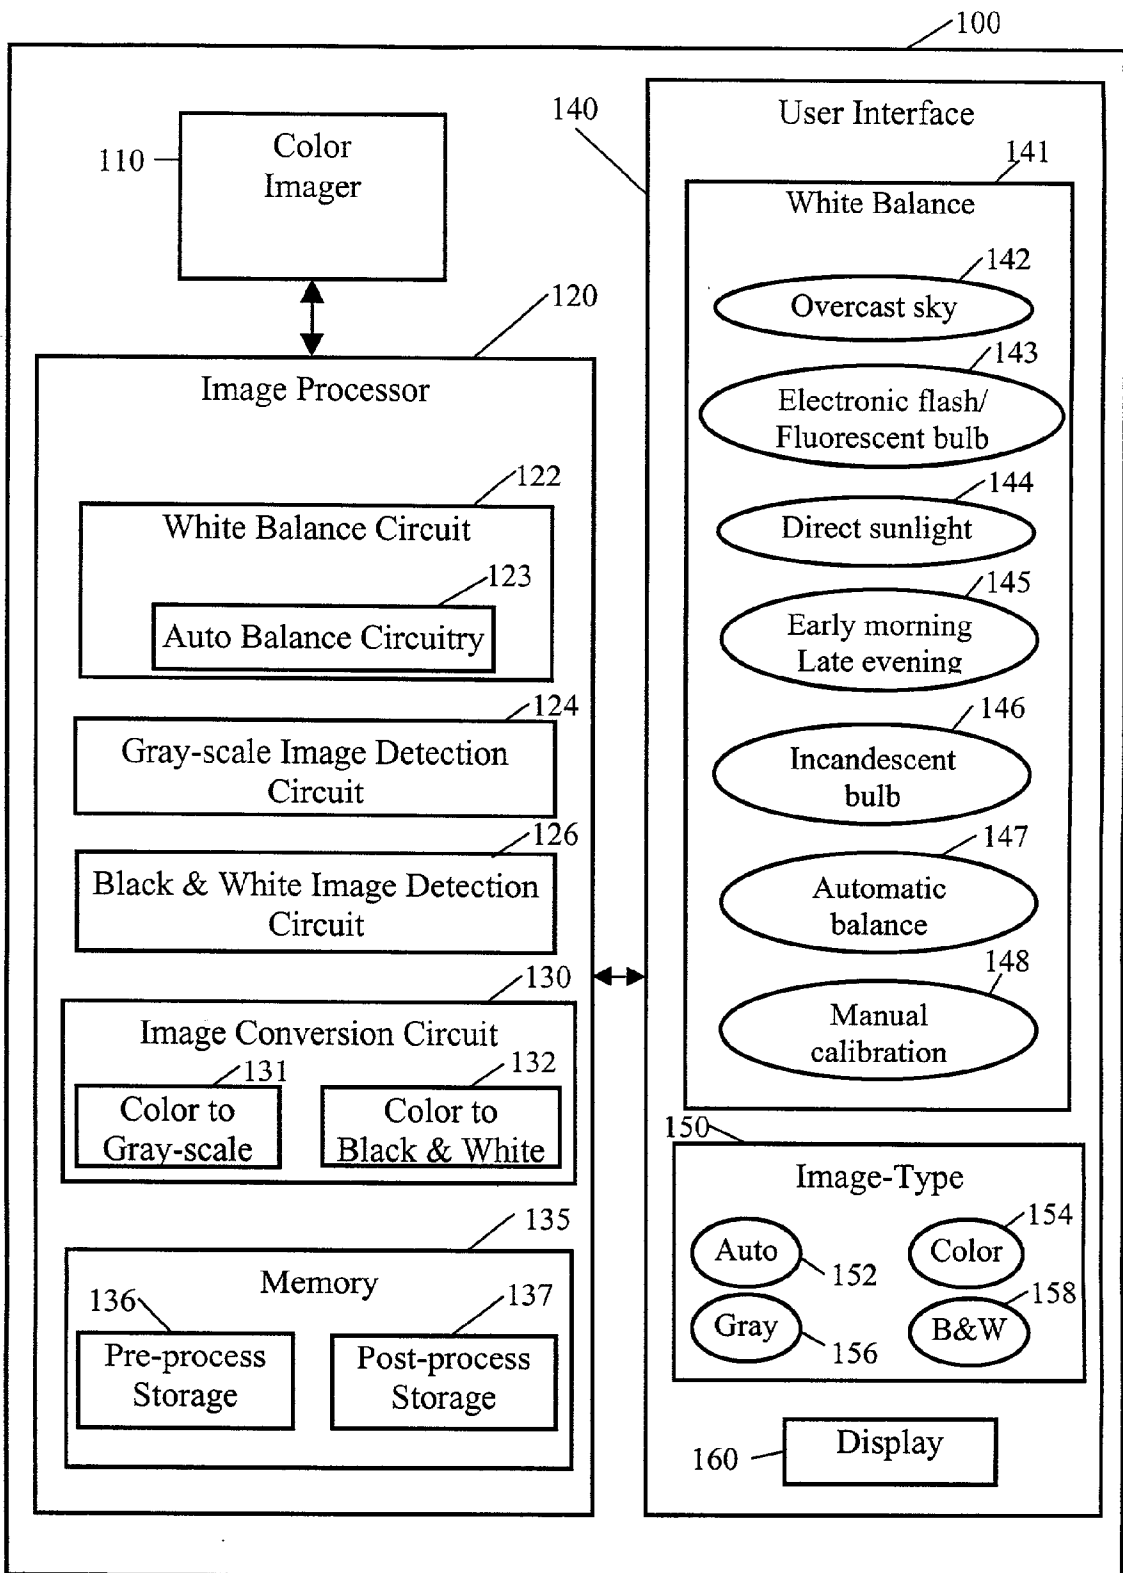 100
110
Color
Imager
120
Image Processor
122
White Balance Circuit
123
Auto Balance Circuitry
124
Gray-scale Image Detection
Circuit
126
Black & White Image Detection
Circuit
130
Image Conversion Circuit
131
Color to
Gray-scale
132
Color to
Black & White
135
Memory
136
Pre-process
Storage
137
Post-process
Storage
140
User Interface
141
White Balance
142
Overcast sky
143
Electronic flash/
Fluorescent bulb
144
Direct sunlight
145
Early morning
Late evening
146
Incandescent
bulb
147
Automatic
balance
148
Manual
calibration
150
Image-Type
Auto
152
154
Color
Gray
156
158
B&W
160
Display